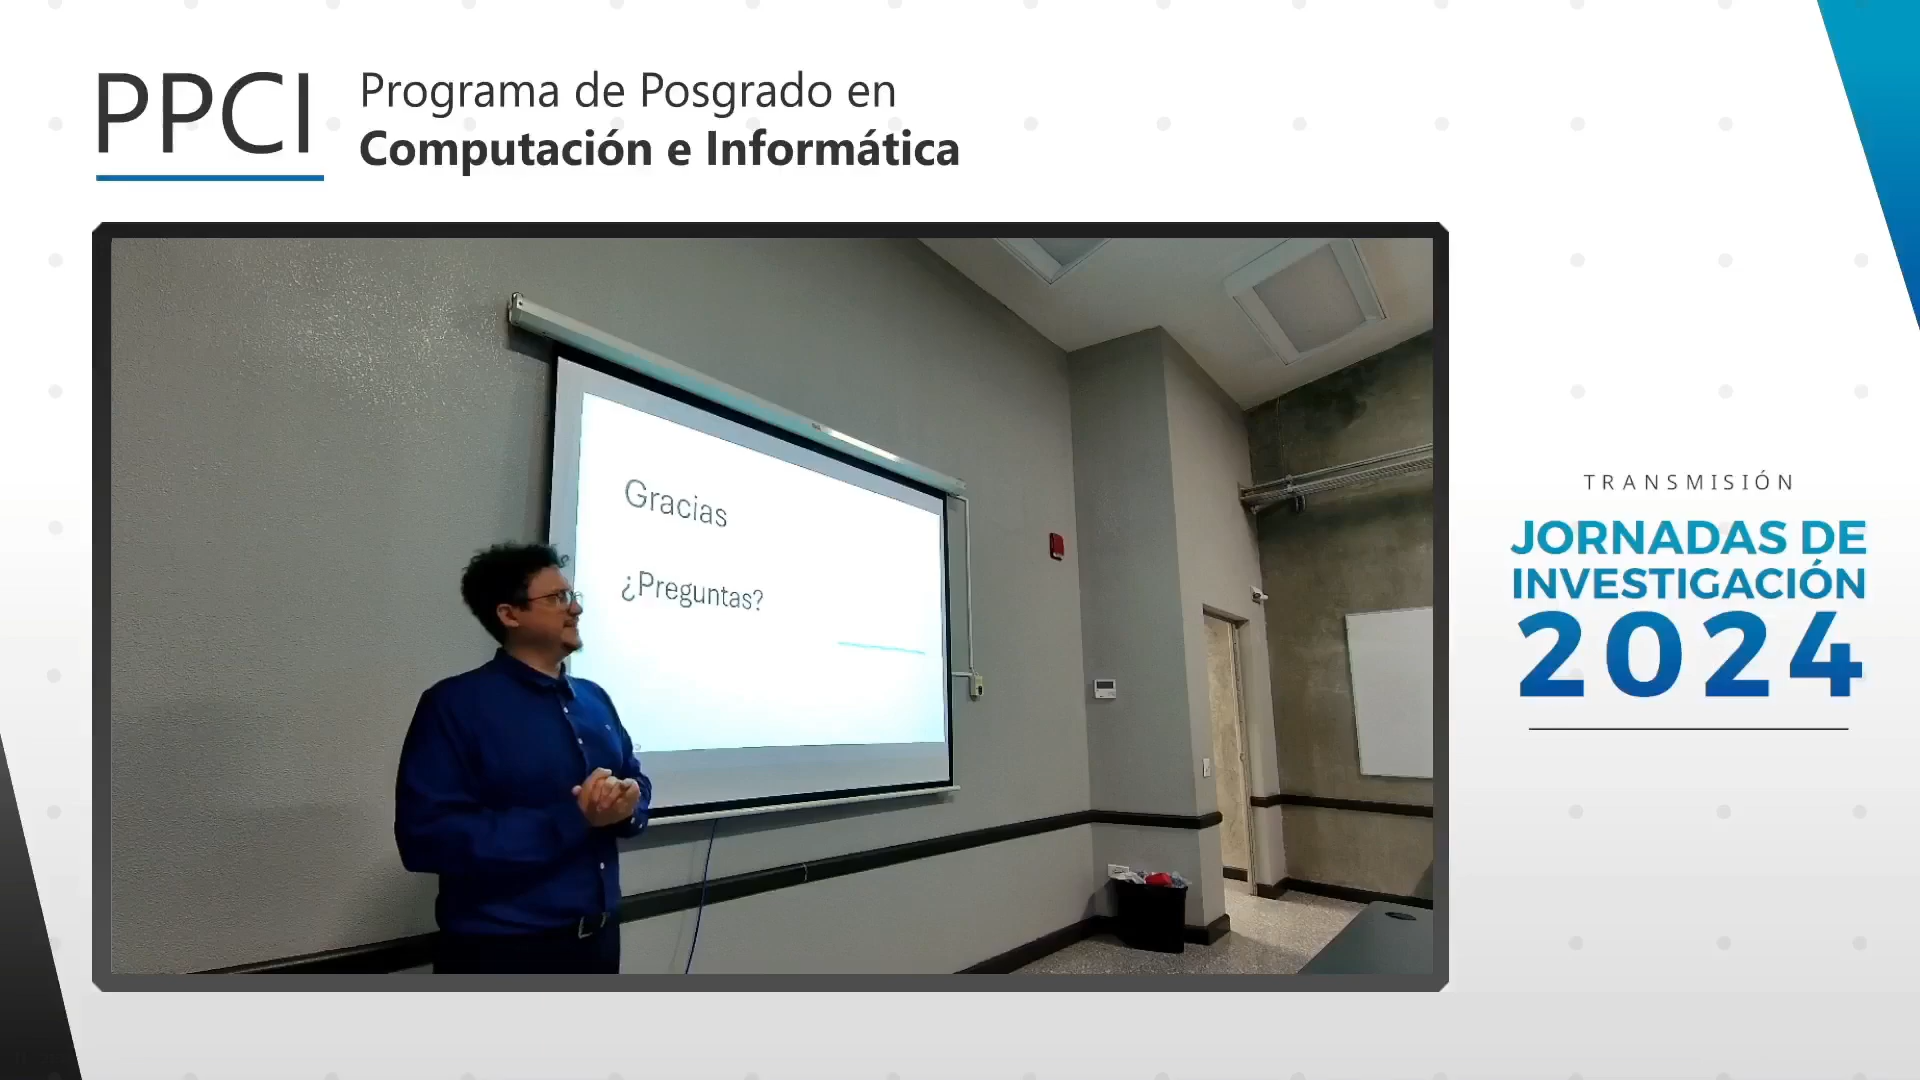 PPCI
Programa de Posgrado en
Computación e Informática
Gracias
¿Preguntas?
TRANSMISIÓN
JORNADAS DE
INVESTIGACIÓN
2024